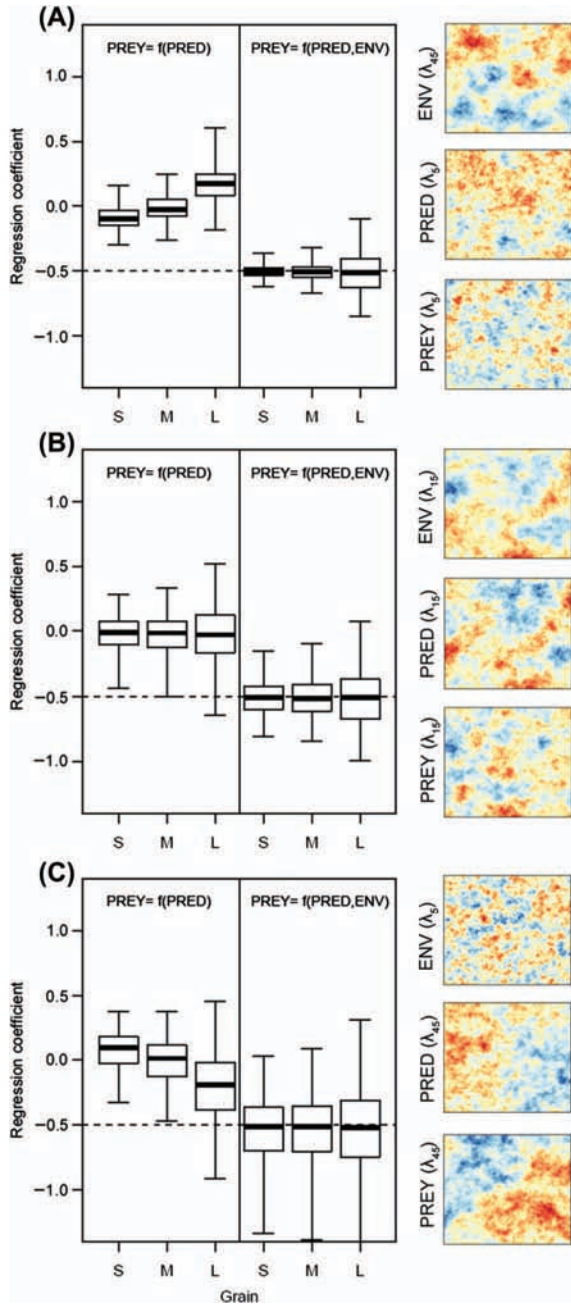 (A)
PREY= f(PRED) PREY= f(PRED,ENV)
1.0
0.5
0.0
−0.5
−1.0
Regression coefficient
S M L S M L
ENV (λ45)
PRED (λ5)
PREY (λ5)
(B)
PREY= f(PRED) PREY= f(PRED,ENV)
1.0
0.5
0.0
−0.5
−1.0
Regression coefficient
S M L S M L
ENV (λ15)
PRED (λ15)
PREY (λ15)
(C)
PREY= f(PRED) PREY= f(PRED,ENV)
1.0
0.5
0.0
−0.5
−1.0
Regression coefficient
S M L S M L
Grain
ENV (λ5)
PRED (λ45)
PREY (λ45)